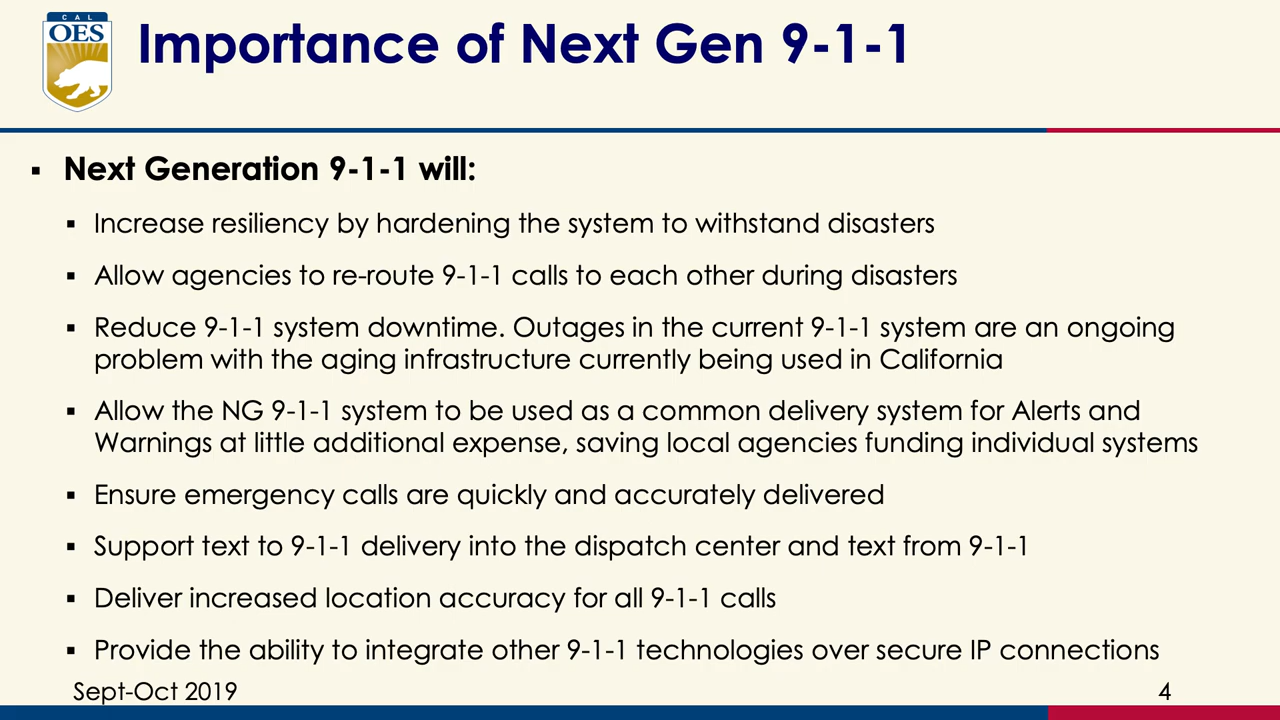 CAL
OES
Importance of Next Gen 9-1-1
▪ Next Generation 9-1-1 will:
▪ Increase resiliency by hardening the system to withstand disasters
▪ Allow agencies to re-route 9-1-1 calls to each other during disasters
▪ Reduce 9-1-1 system downtime. Outages in the current 9-1-1 system are an ongoing
problem with the aging infrastructure currently being used in California
▪ Allow the NG 9-1-1 system to be used as a common delivery system for Alerts and
Warnings at little additional expense, saving local agencies funding individual systems
▪ Ensure emergency calls are quickly and accurately delivered
▪ Support text to 9-1-1 delivery into the dispatch center and text from 9-1-1
▪ Deliver increased location accuracy for all 9-1-1 calls
▪ Provide the ability to integrate other 9-1-1 technologies over secure IP connections
Sept-Oct 2019
4